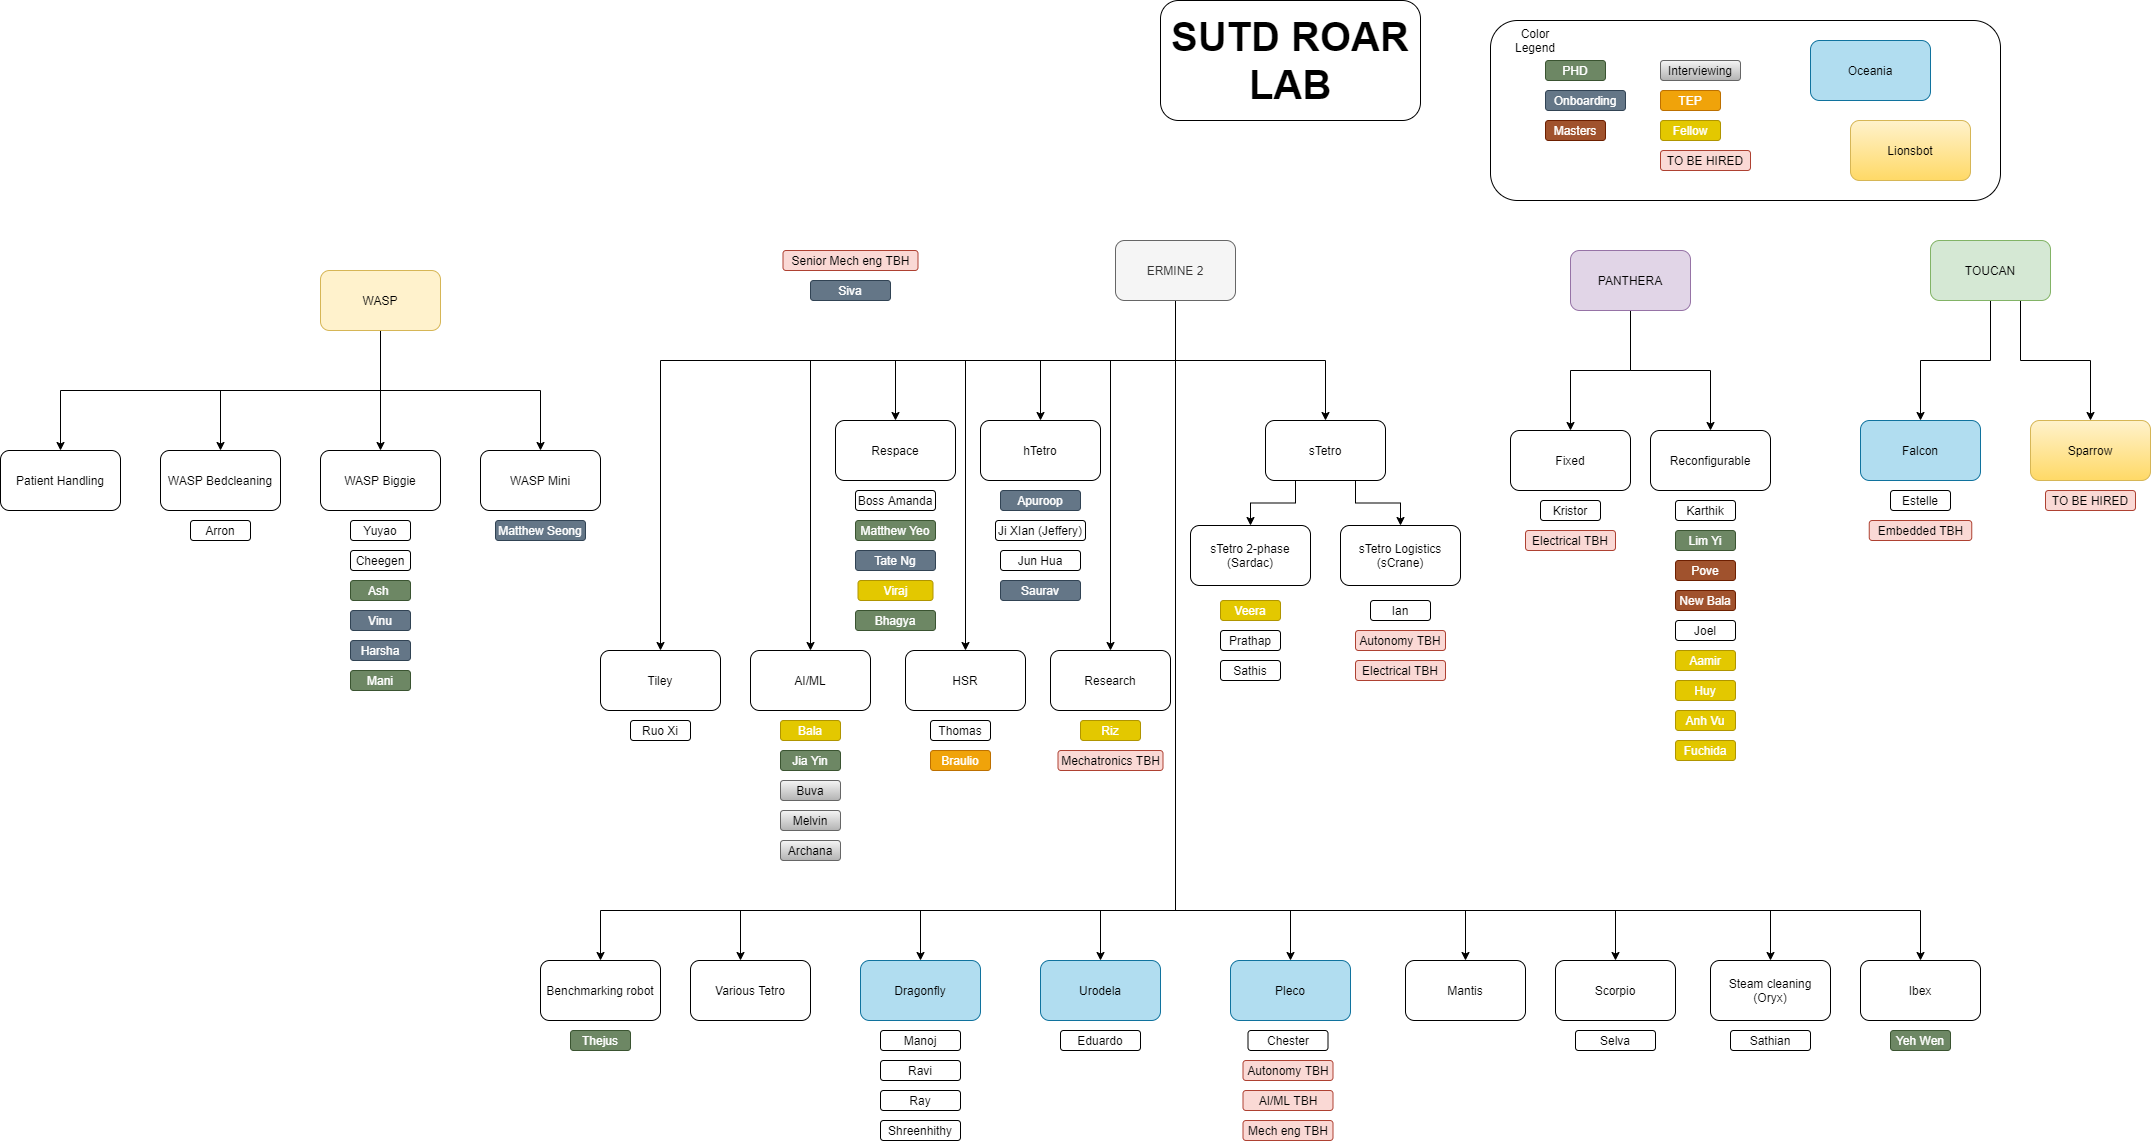 SUTD ROAR
LAB
Color
Legend
PHD
Interviewing
Onboarding
TEP
Masters
Fellow
TO BE HIRED
Oceania
Lionsbot
Senior Mech eng TBH
Siva
WASP
ERMINE 2
PANTHERA
TOUCAN
Patient Handling
WASP Bedcleaning
Arron
WASP Biggie
Yuyao
Cheegen
Ash
Vinu
Harsha
Mani
WASP Mini
Matthew Seong
Respace
Boss Amanda
Matthew Yeo
Tate Ng
Viraj
Bhagya
hTetro
Apuroop
Ji XIan (Jeffery)
Jun Hua
Saurav
sTetro
sTetro 2-phase
(Sardac)
Veera
Prathap
Sathis
sTetro Logistics
(sCrane)
Ian
Autonomy TBH
Electrical TBH
Tiley
Ruo Xi
AI/ML
Bala
Jia Yin
Buva
Melvin
Archana
HSR
Thomas
Braulio
Research
Riz
Mechatronics TBH
Fixed
Kristor
Electrical TBH
Reconfigurable
Karthik
Lim Yi
Pove
New Bala
Joel
Aamir
Huy
Anh Vu
Fuchida
Falcon
Estelle
Embedded TBH
Sparrow
TO BE HIRED
Benchmarking robot
Thejus
Various Tetro
Dragonfly
Manoj
Ravi
Ray
Shreenhithy
Urodela
Eduardo
Pleco
Chester
Autonomy TBH
AI/ML TBH
Mech eng TBH
Mantis
Scorpio
Selva
Steam cleaning
(Oryx)
Sathian
Ibex
Yeh Wen